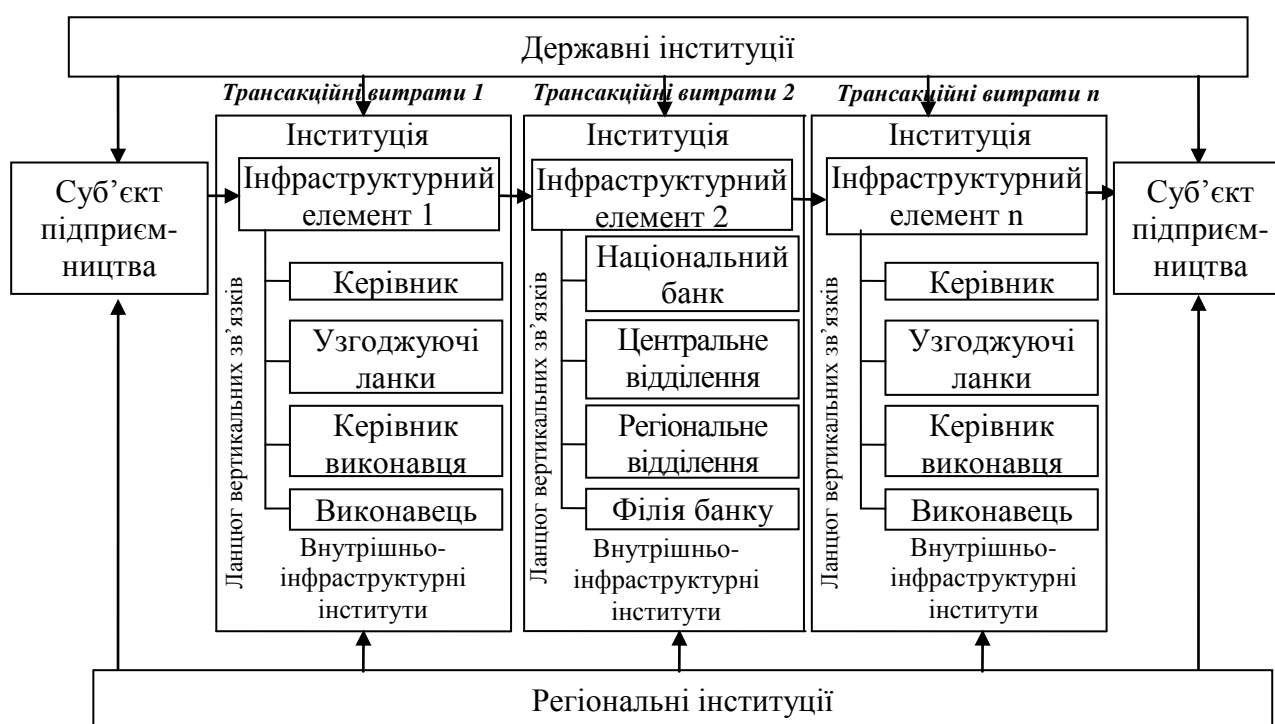 Державні інституції
Трансакційні витрати 1
Трансакційні витрати 2
Трансакційні витрати n
Суб’єкт
підприєм-
ництва
Інституція
Інфраструктурний
елемент 1
Ланцюг вертикальних зв’язків
Керівник
Узгоджуючі
ланки
Керівник
виконавця
Виконавець
Внутрішньо-
інфраструктурні
інститути
Інституція
Інфраструктурний
елемент 2
Ланцюг вертикальних зв’язків
Національний
банк
Центральне
відділення
Регіональне
відділення
Філія банку
Внутрішньо-
інфраструктурні
інститути
Інституція
Інфраструктурний
елемент n
Ланцюг вертикальних зв’язків
Керівник
Узгоджуючі
ланки
Керівник
виконавця
Виконавець
Внутрішньо-
інфраструктурні
інститути
Суб’єкт
підприєм-
ництва
Регіональні інституції